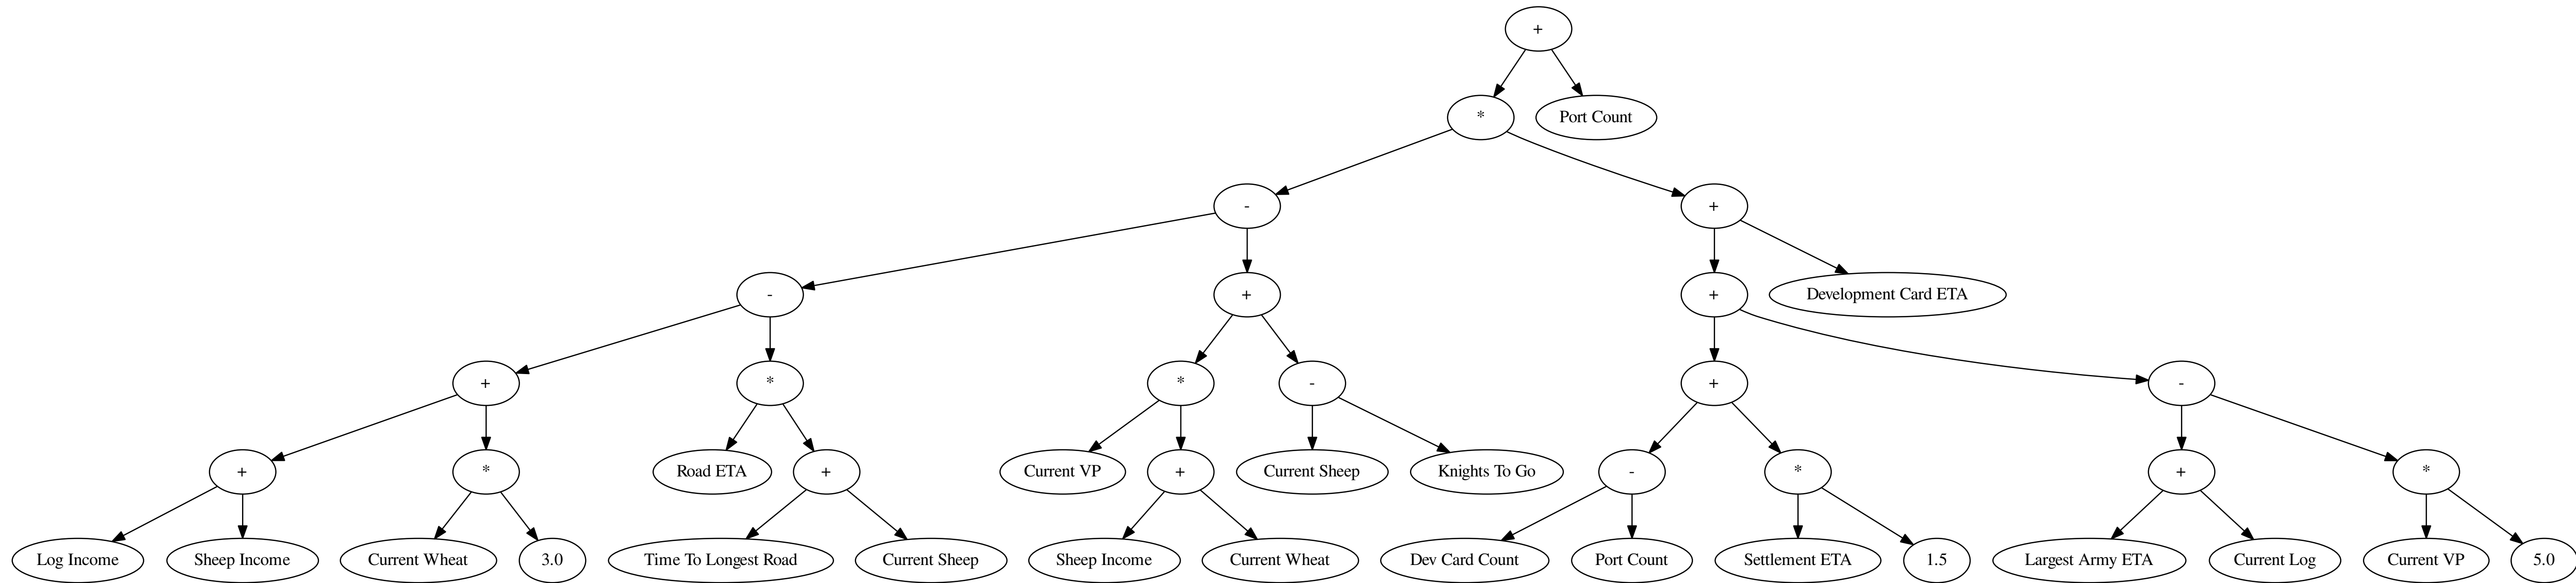 +
* Port Count
- +
- + + Development Card ETA
+ * * - + -
+ * Road ETA + Current VP + Current Sheep Knights To Go - * + *
Log Income Sheep Income Current Wheat 3.0 Time To Longest Road Current Sheep Sheep Income Current Wheat Dev Card Count Port Count Settlement ETA 1.5 Largest Army ETA Current Log Current VP 5.0